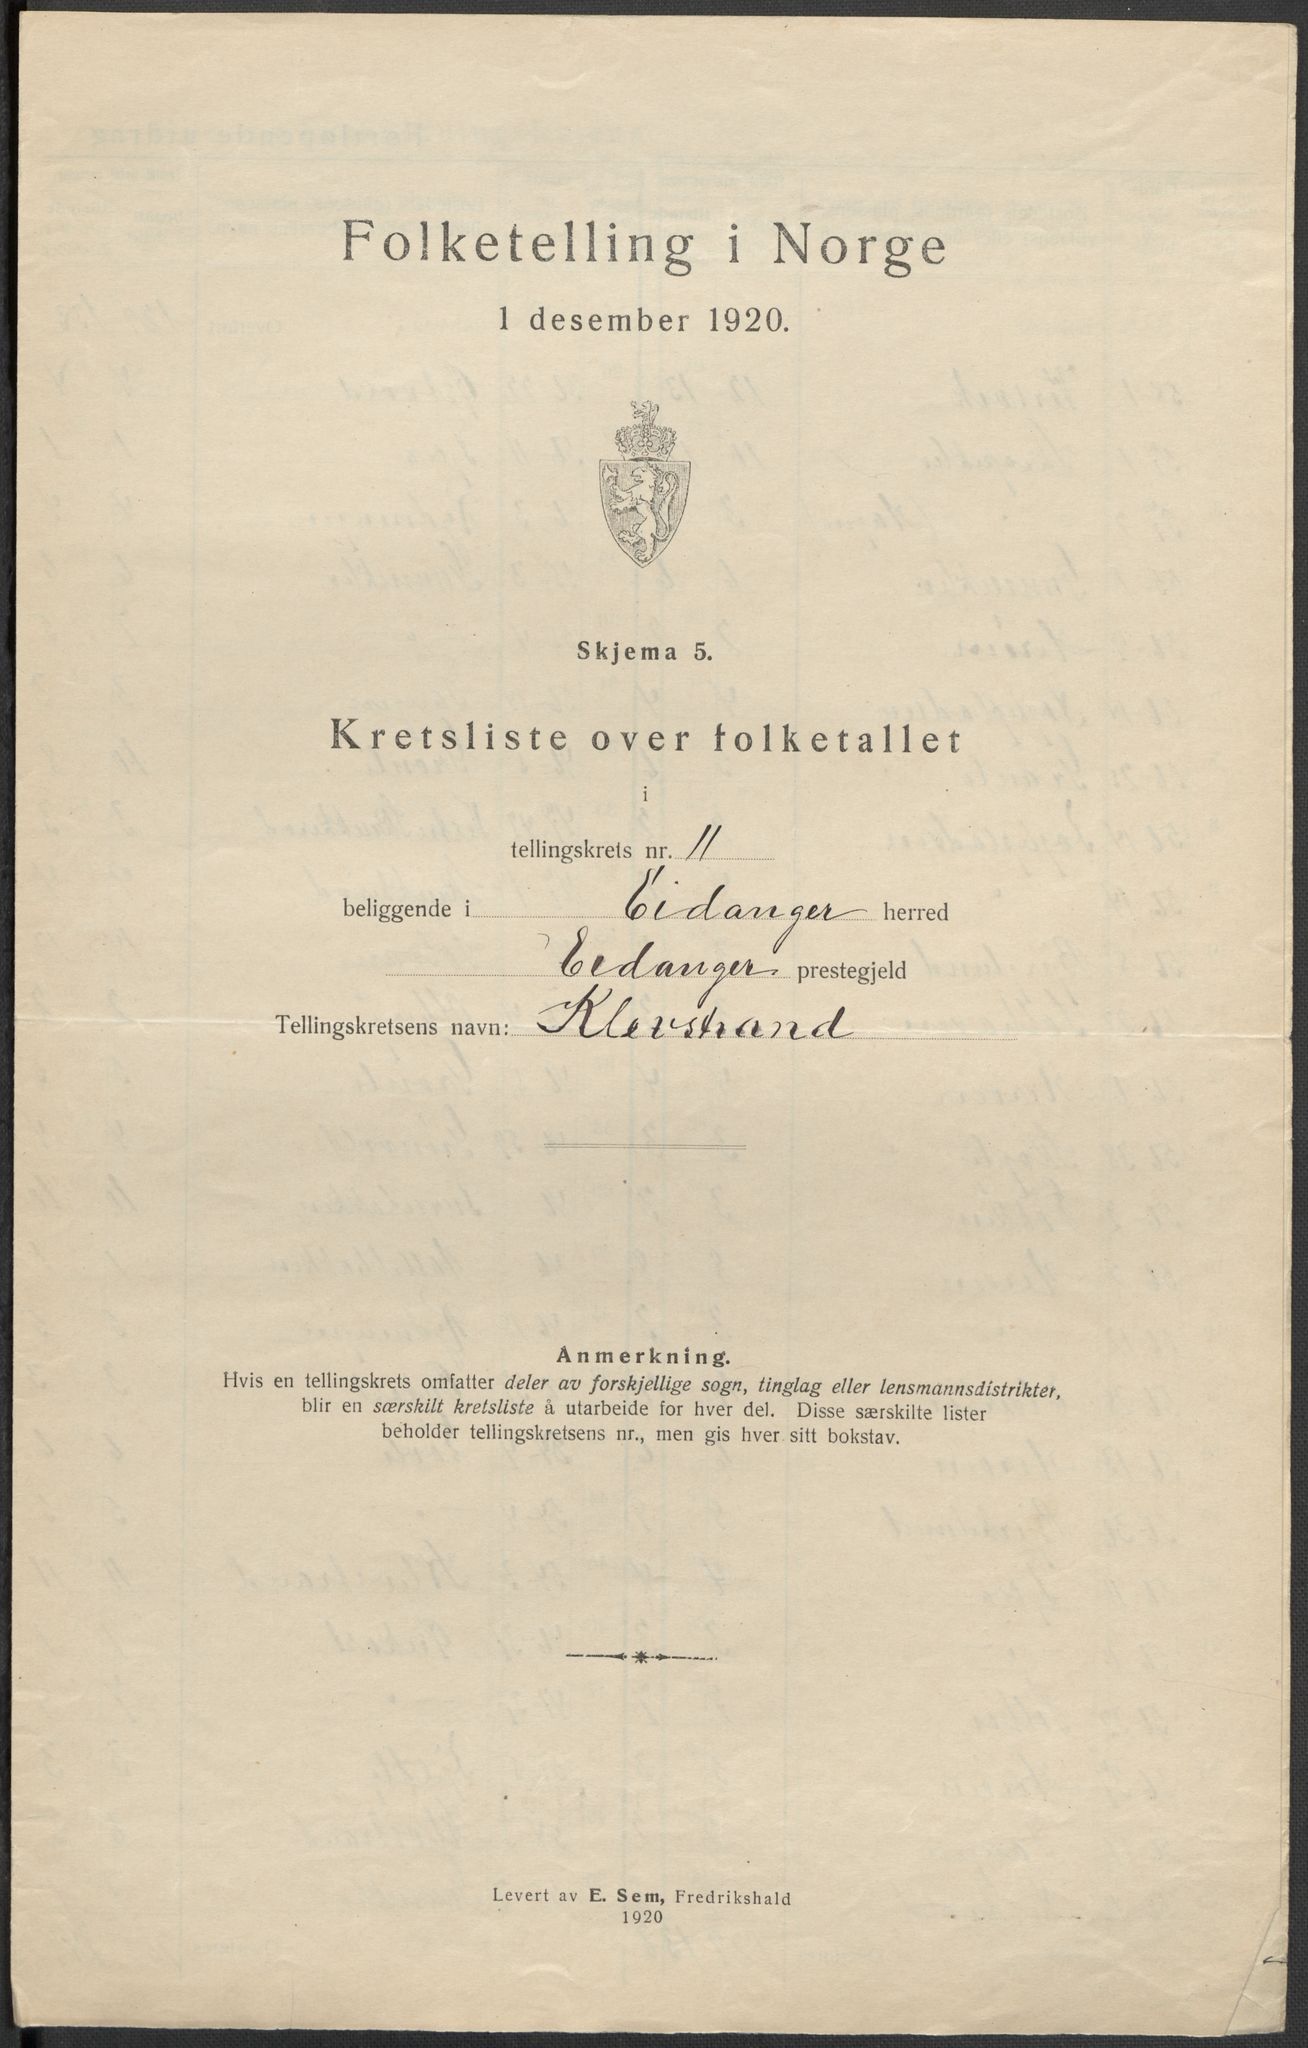 Folketelling i Norge
1 desember 1920.
Skjema 5.
Kretsliste over folketallet
i
tellingskrets nr. 11
beliggende i Eidanger herred
Eidanger prestegjeld
Tellingskretsens navn: Klevstrand
Anmerkning.
Hvis en tellingskrets omfatter deler av forskjellige sogn, tinglag eller lensmannsdistrikter,
blir en særskilt kretsliste å utarbeide for hver del. Disse særskilte lister
beholder tellingskretsens nr., men gis hver sitt bokstav.
Levert av E. Sem, Fredrikshald
1920